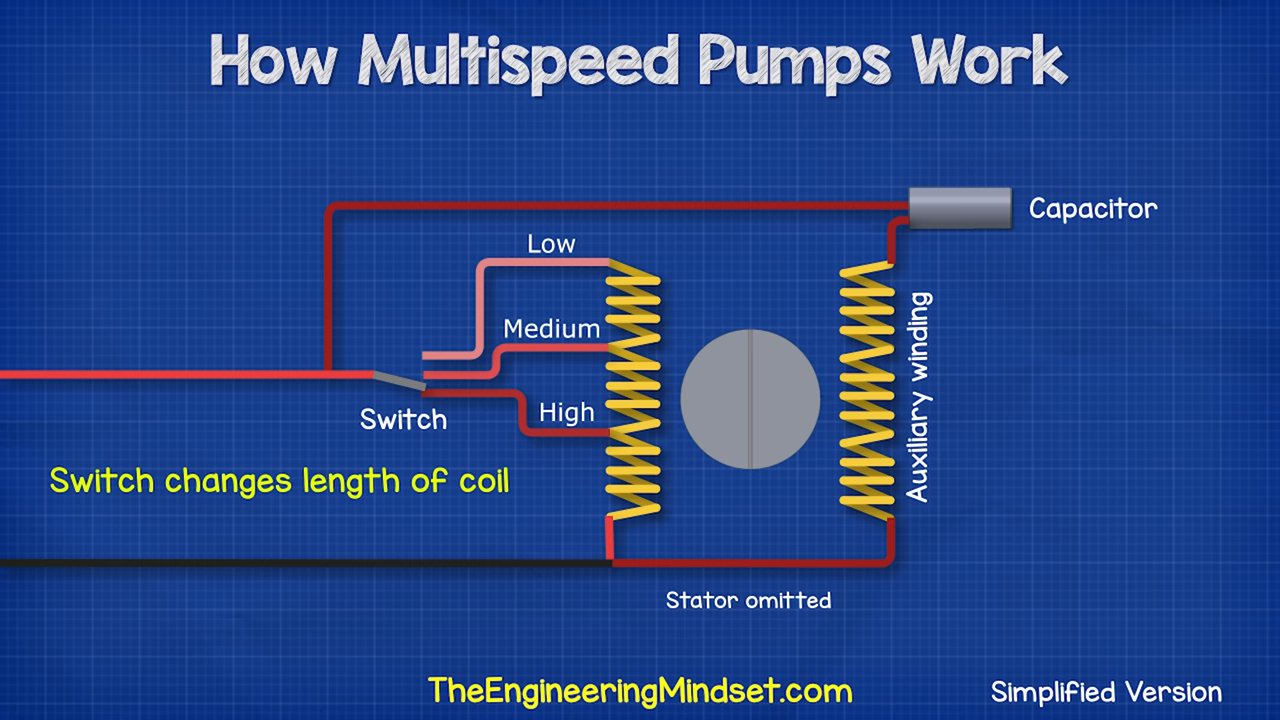 How Multispeed Pumps Work
Capacitor
Low
Medium
High
Switch
Auxiliary winding
Switch changes length of coil
Stator omitted
TheEngineeringMindset.com
Simplified Version